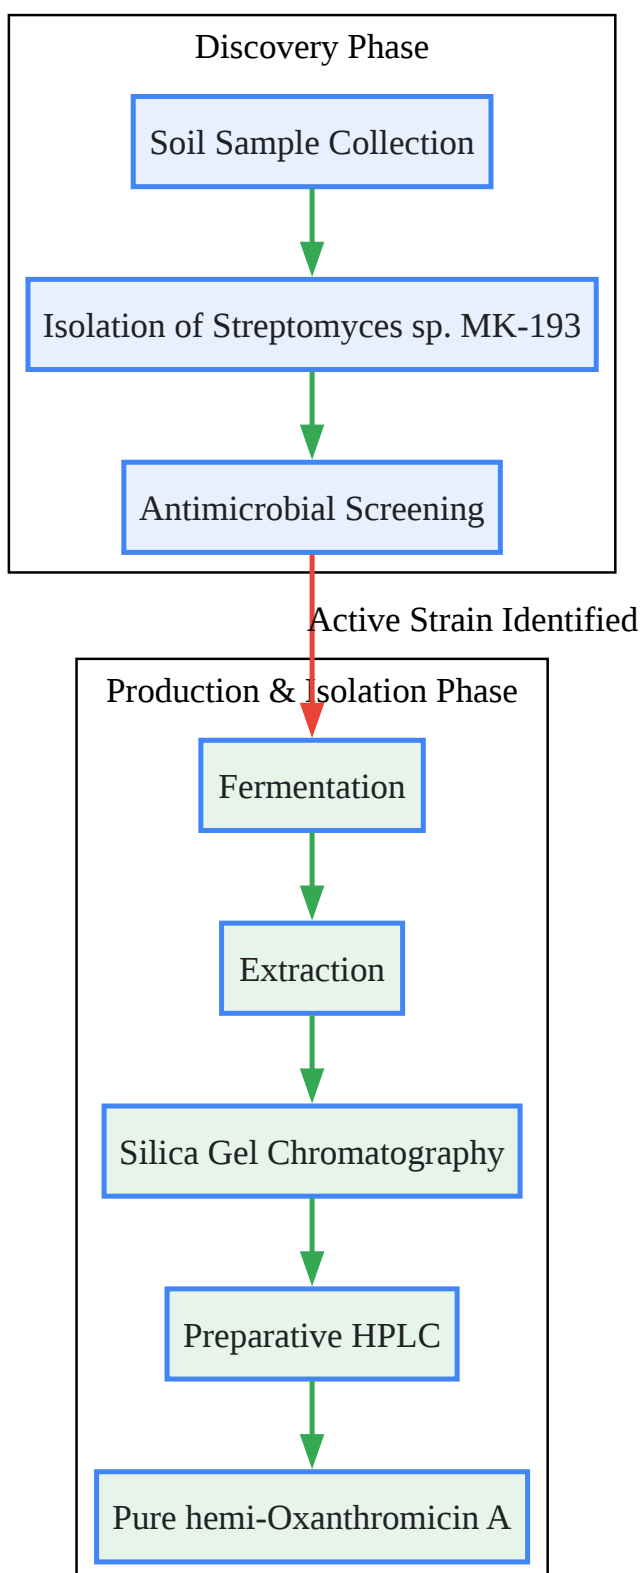 Discovery Phase
Soil Sample Collection
Isolation of Streptomyces sp. MK-193
Antimicrobial Screening
Active Strain Identified
Production & Isolation Phase
Fermentation
Extraction
Silica Gel Chromatography
Preparative HPLC
Pure hemi-Oxanthromicin A